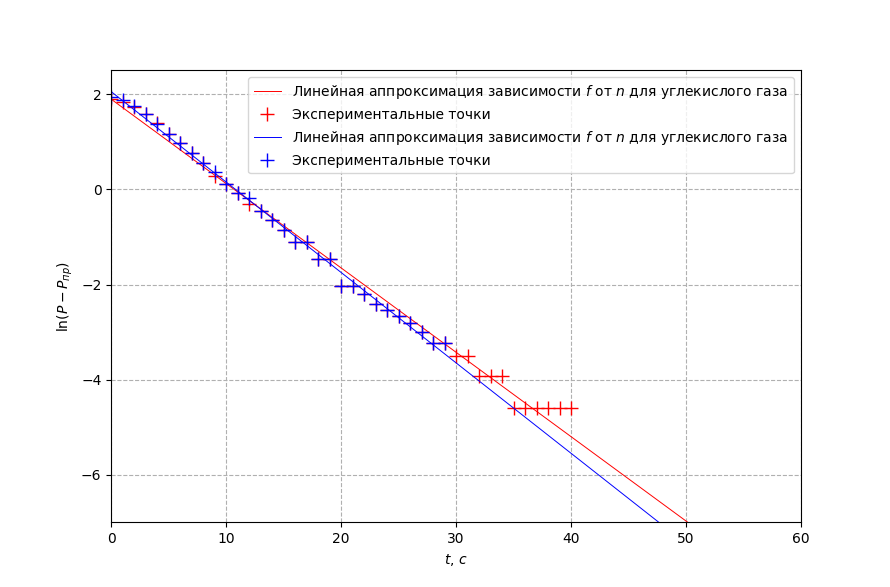 Линейная аппроксимация зависимости f от n для углекислого газа
Экспериментальные точки
Линейная аппроксимация зависимости f от n для углекислого газа
Экспериментальные точки
2
0
−2
−4
−6
ln(P − Pпр)
0 10 20 30 40 50 60
t, c